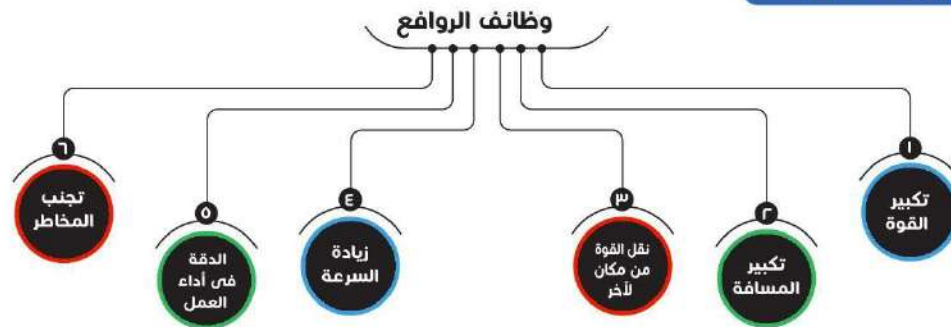 وظائف الروافع
١
تكبير
القوة
٢
تكبير
المسافة
٣
نقل القوة
من مكان
لآخر
٤
زيادة
السرعة
٥
الدقة
فى أداء
العمل
٦
تجنب
المخاطر